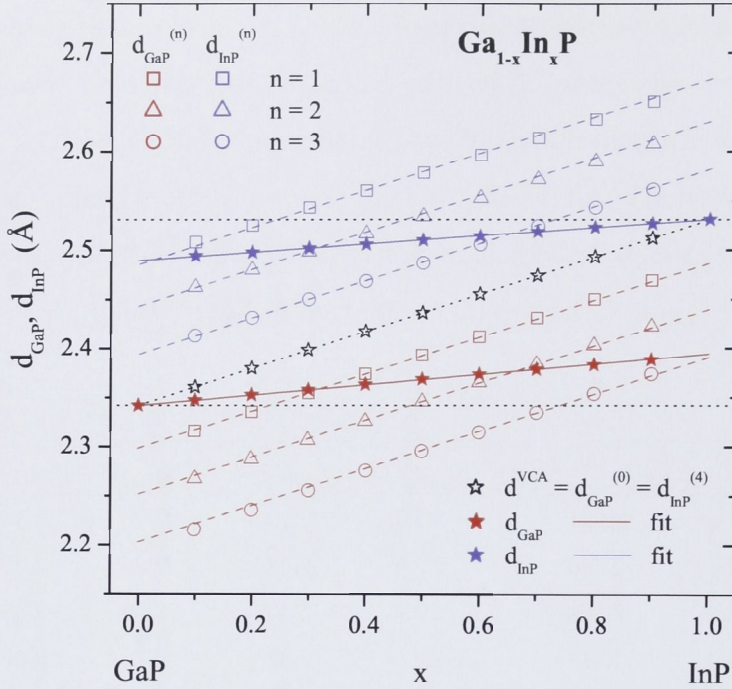 Ga₁₋ₓInₓP
d_GaP^(n) d_InP^(n)
n = 1
n = 2
n = 3
2.7
2.6
2.5
2.4
2.3
2.2
d_GaP, d_InP (Å)
d^VCA = d_GaP^(0) = d_InP^(4)
d_GaP fit
d_InP fit
0.0 0.2 0.4 0.6 0.8 1.0
GaP x InP